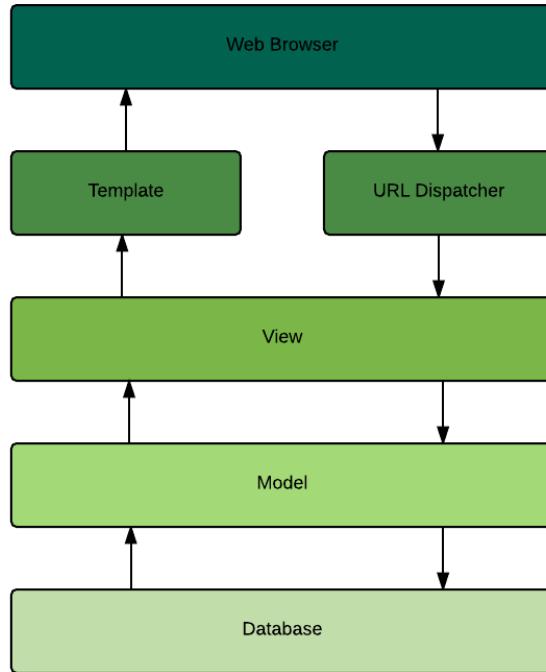 Web Browser
Template
URL Dispatcher
View
Model
Database